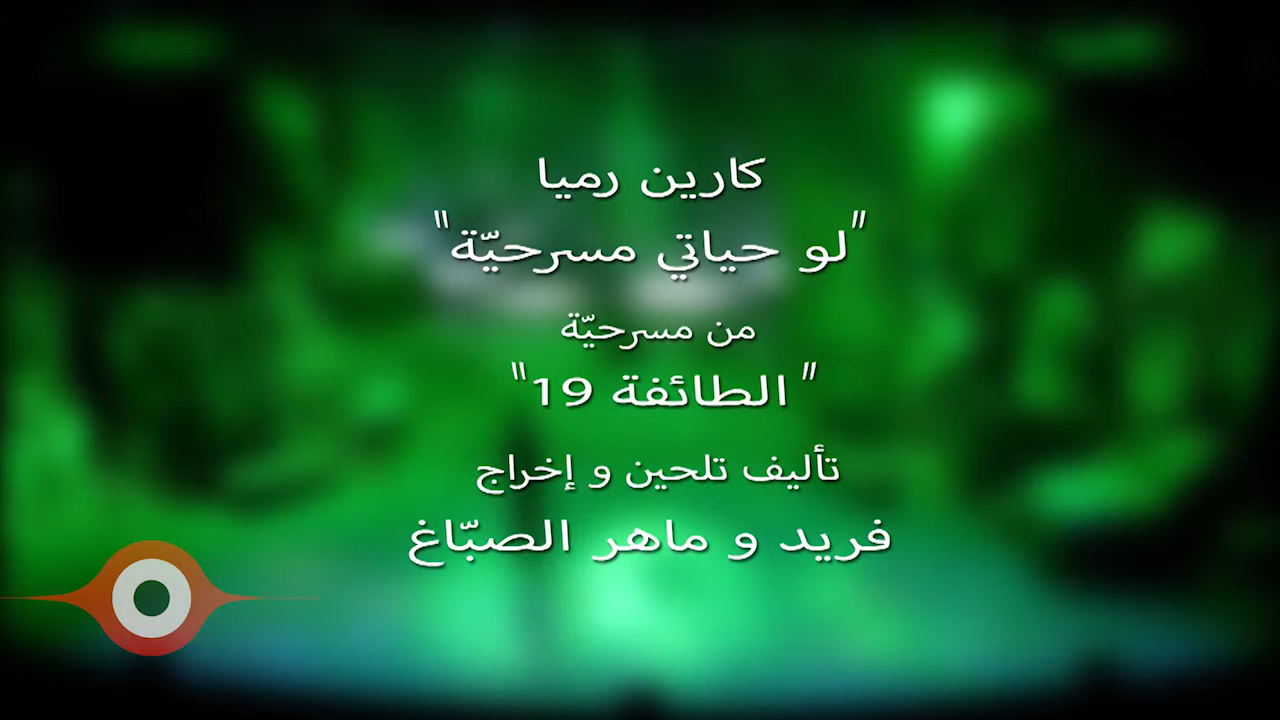 كارين رميا
"لو حياتي مسرحيّة"
من مسرحيّة
"الطائفة 19"
تأليف تلحين و إخراج
فريد و ماهر الصبّاغ